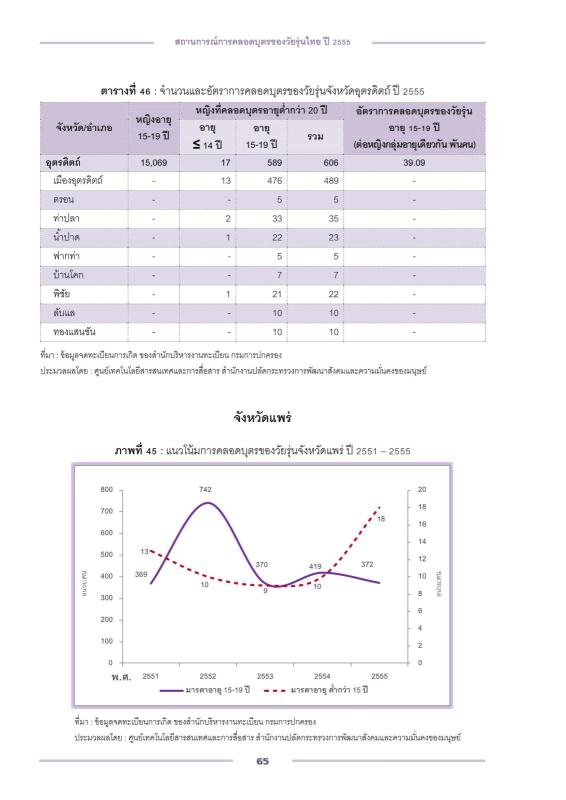 สถานการณ์การคลอดบุตรของวัยรุ่นไทย ปี 2555
ตารางที่ 46 : จำนวนและอัตราการคลอดบุตรของวัยรุ่นจังหวัดอุตรดิตถ์ ปี 2555
จังหวัด/อำเภอ หญิงอายุ 15-19 ปี หญิงที่คลอดบุตรอายุต่ำกว่า 20 ปี อัตราการคลอดบุตรของวัยรุ่น อายุ 15-19 ปี (ต่อหญิงกลุ่มอายุเดียวกัน พันคน)
อายุ ≤ 14 ปี อายุ 15-19 ปี รวม
อุตรดิตถ์ 15,069 17 589 606 39.09
เมืองอุตรดิตถ์ - 13 476 489 -
ตรอน - - 5 5 -
ท่าปลา - 2 33 35 -
น้ำปาด - 1 22 23 -
ฟากท่า - - 5 5 -
บ้านโคก - - 7 7 -
พิชัย - 1 21 22 -
ลับแล - - 10 10 -
ทองแสนขัน - - 10 10 -
ที่มา : ข้อมูลจดทะเบียนการเกิด ของสำนักบริหารงานทะเบียน กรมการปกครอง
ประมวลผลโดย : ศูนย์เทคโนโลยีสารสนเทศและการสื่อสาร สำนักงานปลัดกระทรวงการพัฒนาสังคมและความมั่นคงของมนุษย์
จังหวัดแพร่
ภาพที่ 45 : แนวโน้มการคลอดบุตรของวัยรุ่นจังหวัดแพร่ ปี 2551 – 2555
หน่วย:คน
800
700
600
500
400
300
200
100
0
369 742 370 419 372
13 10 9 10 18
20
18
16
14
12
10
8
6
4
2
0
หน่วย:คน
พ.ศ. 2551 2552 2553 2554 2555
มารดาอายุ 15-19 ปี มารดาอายุ ต่ำกว่า 15 ปี
ที่มา : ข้อมูลจดทะเบียนการเกิด ของสำนักบริหารงานทะเบียน กรมการปกครอง
ประมวลผลโดย : ศูนย์เทคโนโลยีสารสนเทศและการสื่อสาร สำนักงานปลัดกระทรวงการพัฒนาสังคมและความมั่นคงของมนุษย์
65